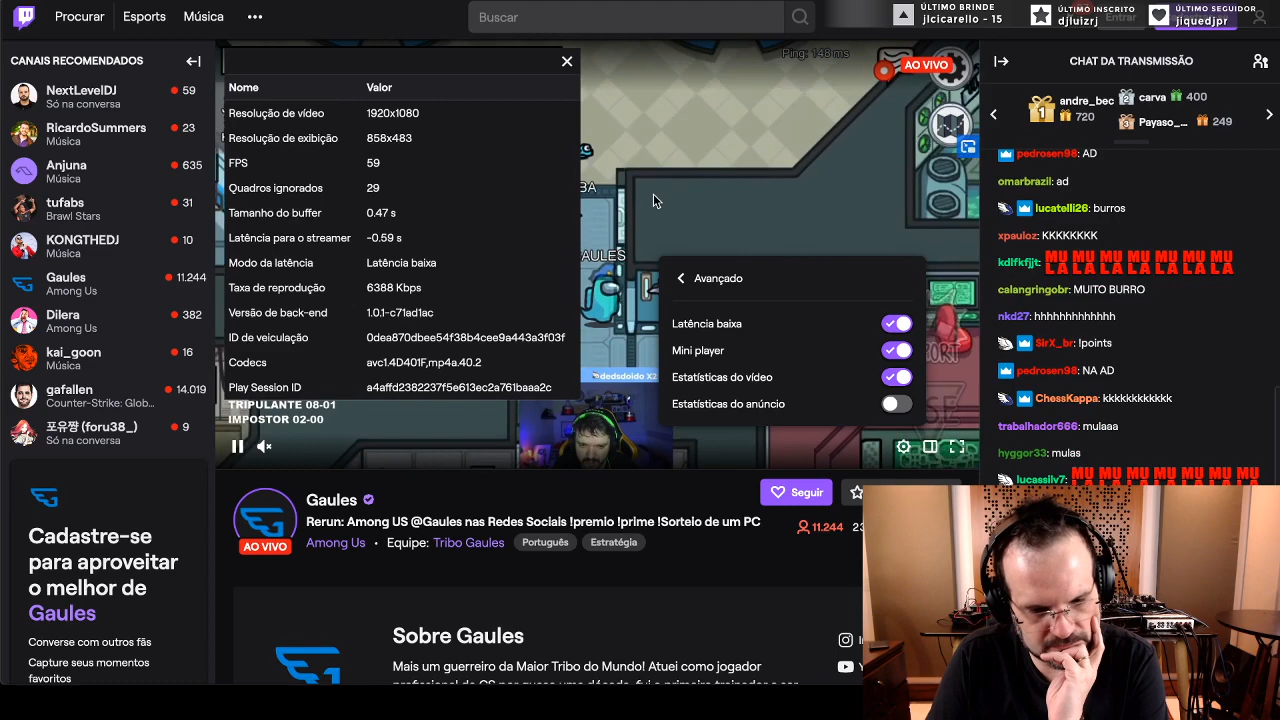 Procurar
Esports
Música
Buscar
ÚLTIMO BRINDE
jlcicarello - 15
ÚLTIMO INSCRITO
djluizrj
ÚLTIMO SEGUIDOR
jiquedjpr
Entrar
CANAIS RECOMENDADOS
NextLevelDJ 59
Só na conversa
RicardoSummers 23
Música
Anjuna 635
Música
tufabs 31
Brawl Stars
KONGTHEDJ 10
Música
Gaules 11.244
Among Us
Dilera 382
Among Us
kai_goon 16
Música
gafallen 14.019
Counter-Strike: Glob...
포유쨩 (foru38_) 9
Só na conversa
Cadastre-se
para aproveitar
o melhor de
Gaules
Converse com outros fãs
Capture seus momentos
favoritos
Nome Valor
Resolução de vídeo 1920x1080
Resolução de exibição 858x483
FPS 59
Quadros ignorados 29
Tamanho do buffer 0.47 s
Latência para o streamer -0.59 s
Modo da latência Latência baixa
Taxa de reprodução 6388 Kbps
Versão de back-end 1.0.1-c71ad1ac
ID de veiculação 0dea870dbee54f38b4cee9a443a3f03f
Codecs avc1.4D401F,mp4a.40.2
Play Session ID a4affd2382237f5e613ec2a761baaa2c
TRIPULANTE 08-01
IMPOSTOR 02-00
Ping: 148 ms
AO VIVO
BA
AULES
dedsdoido X2
Avançado
Latência baixa
Mini player
Estatísticas do vídeo
Estatísticas do anúncio
PORT
Gaules
Seguir
AO VIVO
Rerun: Among US @Gaules nas Redes Sociais !premio !prime !Sorteio de um PC
11.244
Among Us • Equipe: Tribo Gaules Português Estratégia
Sobre Gaules
Mais um guerreiro da Maior Tribo do Mundo! Atuei como jogador
CHAT DA TRANSMISSÃO
1 andre_bec
720
2 carva 400
3 Payaso_... 249
pedrosen98: AD
omarbrazil: ad
lucatelli26: burros
xpauloz: KKKKKKKK
kdlfkfjjt: MU LA MU LA MU LA MU LA MU LA MU LA MU LA
calangringobr: MUITO BURRO
nkd27: hhhhhhhhhhhhh
SirX_br: !points
pedrosen98: NA AD
ChessKappa: kkkkkkkkkkkk
trabalhador666: mulaaa
hyggor33: mulas
lucassilv7: MU MU MU MU MU MU MU